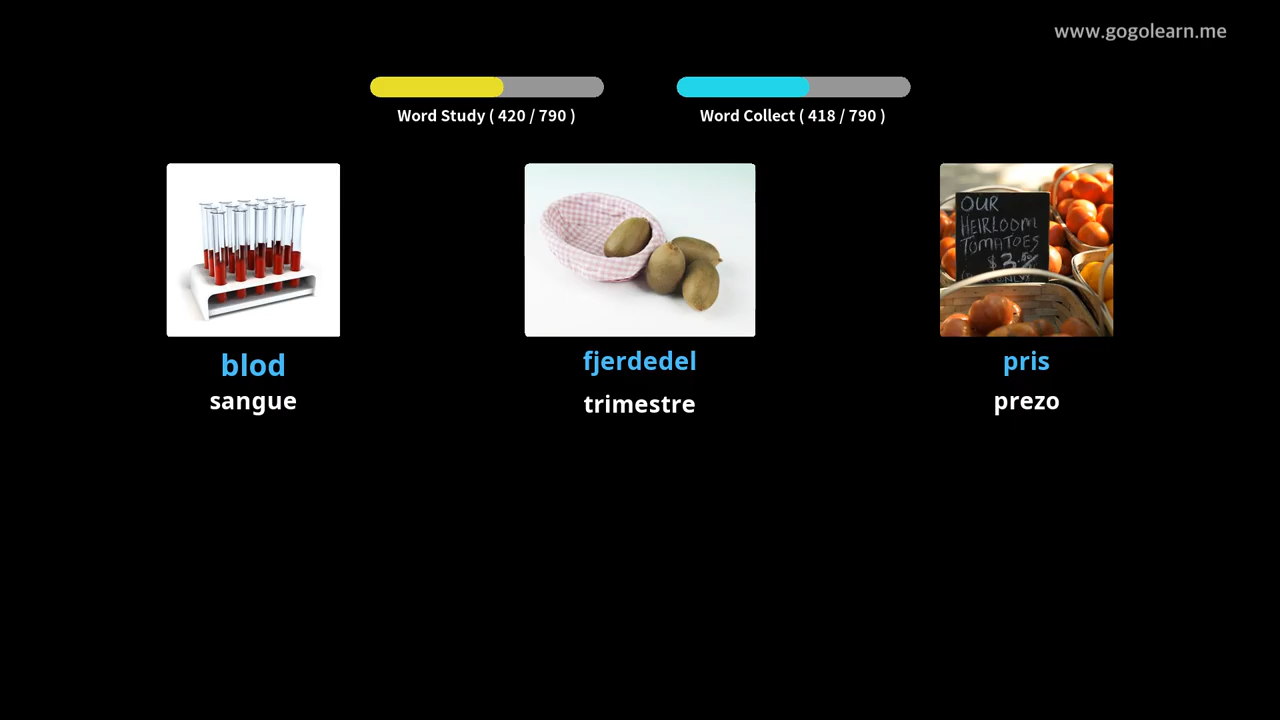 www.gogolearn.me
Word Study ( 420 / 790 )
Word Collect ( 418 / 790 )
OUR
HEIRLOOM
TOMATOES
blod
sangue
fjerdedel
trimestre
pris
prezo